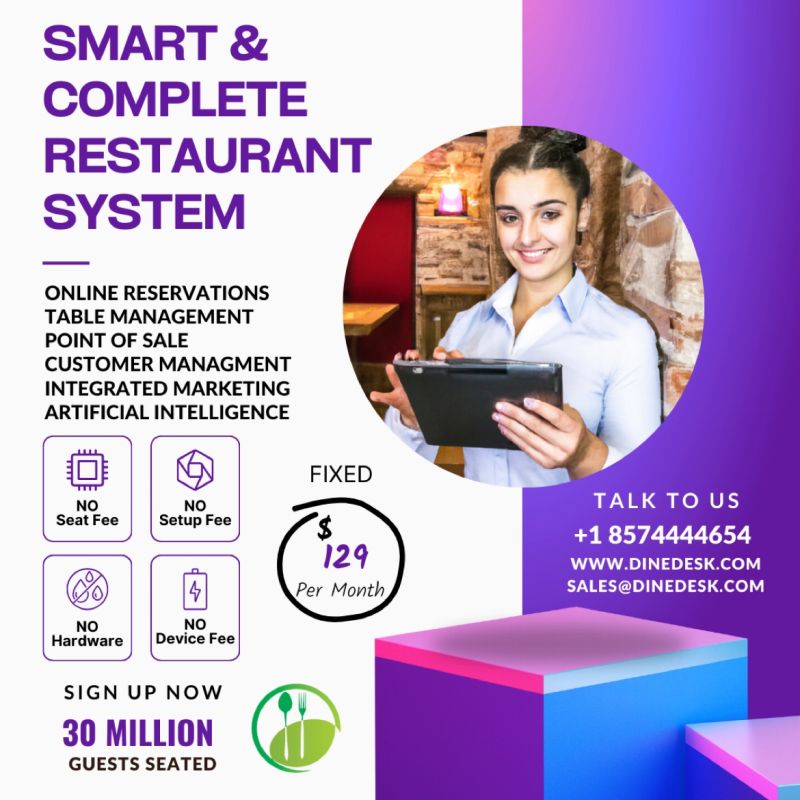 SMART &
COMPLETE
RESTAURANT
SYSTEM
ONLINE RESERVATIONS
TABLE MANAGEMENT
POINT OF SALE
CUSTOMER MANAGMENT
INTEGRATED MARKETING
ARTIFICIAL INTELLIGENCE
NO
Seat Fee
NO
Setup Fee
NO
Hardware
NO
Device Fee
FIXED
$
129
Per Month
TALK TO US
+1 8574444654
WWW.DINEDESK.COM
SALES@DINEDESK.COM
SIGN UP NOW
30 MILLION
GUESTS SEATED